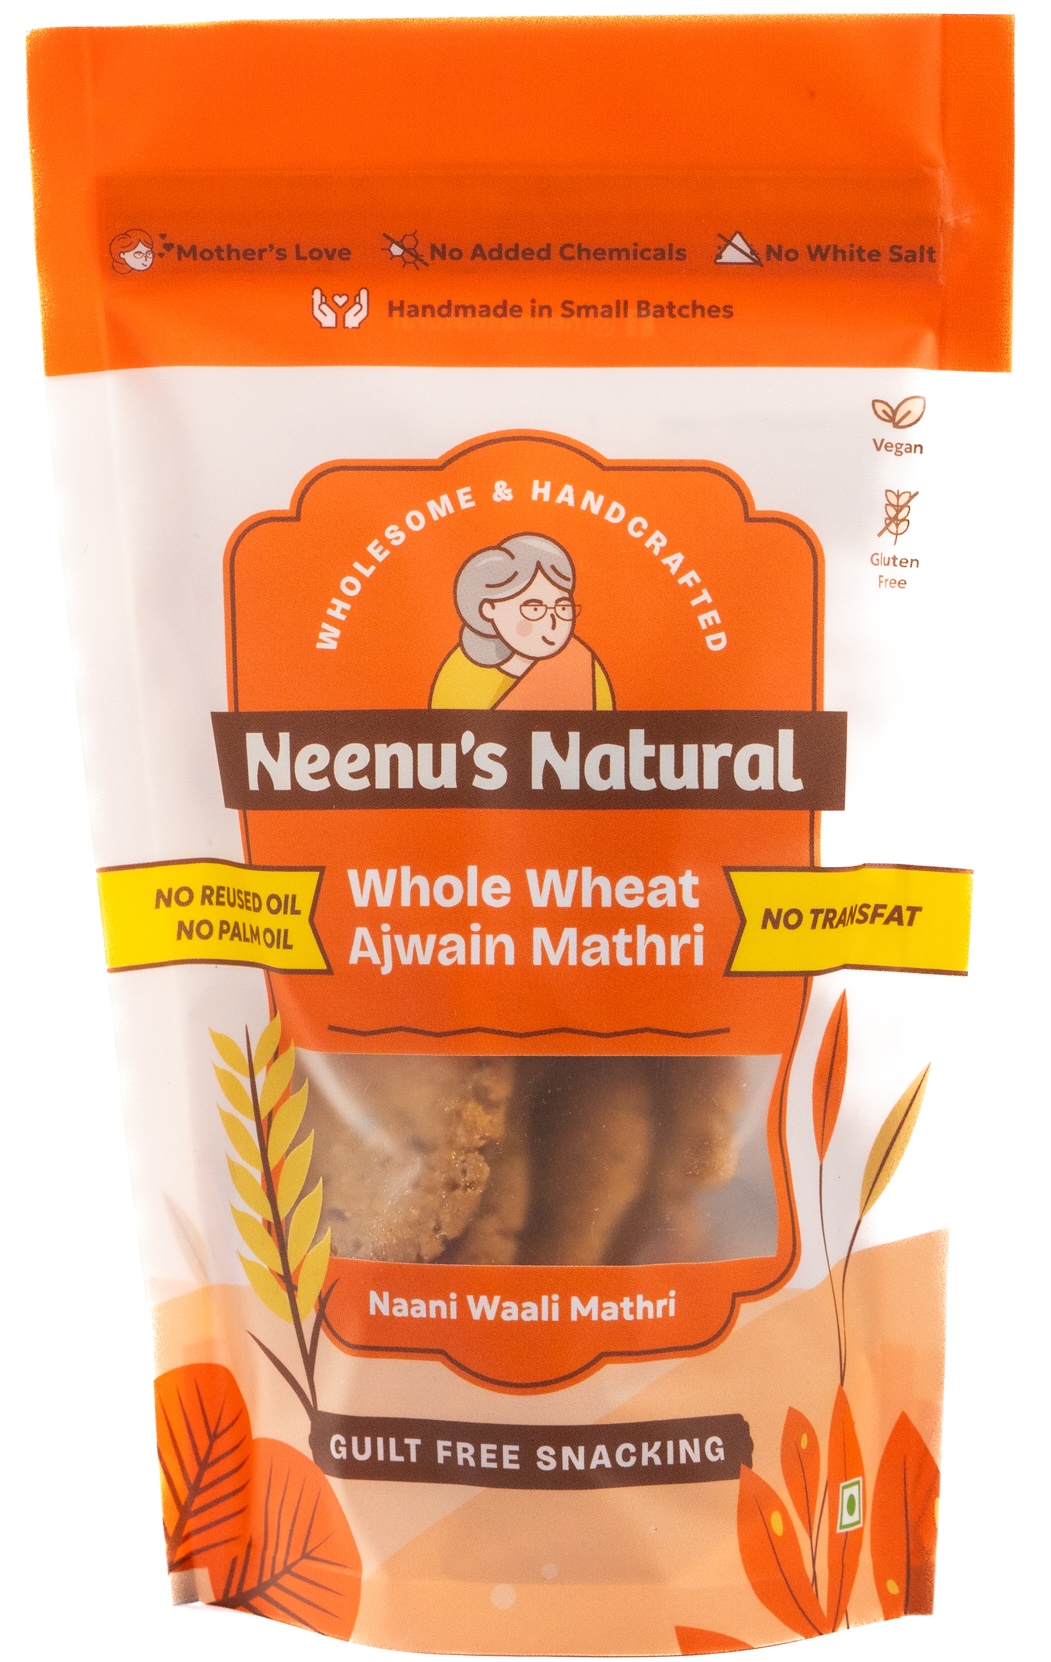 Mother's Love
No Added Chemicals
No White Salt
Handmade in Small Batches
Vegan
Gluten
Free
WHOLESOME & HANDCRAFTED
Neenu's Natural
NO REUSED OIL
NO PALM OIL
Whole Wheat
Ajwain Mathri
NO TRANSFAT
Naani Waali Mathri
GUILT FREE SNACKING